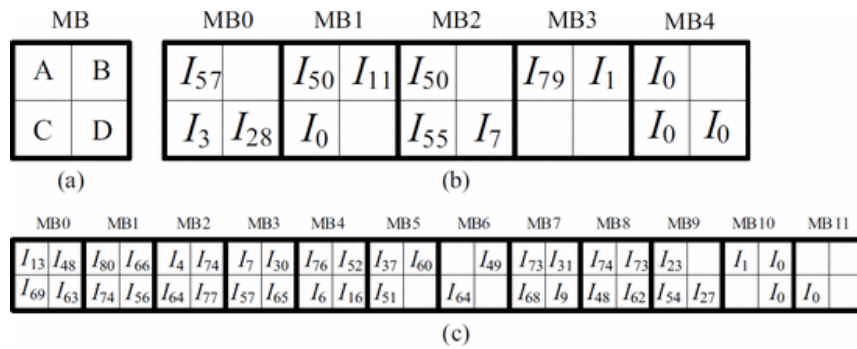 MB MB0 MB1 MB2 MB3 MB4
A B I57 I50 I11 I50 I79 I1 I0
C D I3 I28 I0 I55 I7 I0 I0
(a) (b)
MB0 MB1 MB2 MB3 MB4 MB5 MB6 MB7 MB8 MB9 MB10 MB11
I13 I48 I80 I66 I4 I74 I7 I30 I76 I52 I37 I60 I49 I73 I31 I74 I73 I23 I1 I0
I69 I63 I74 I56 I64 I77 I57 I65 I6 I16 I51 I64 I68 I9 I48 I62 I54 I27 I0 I0
(c)